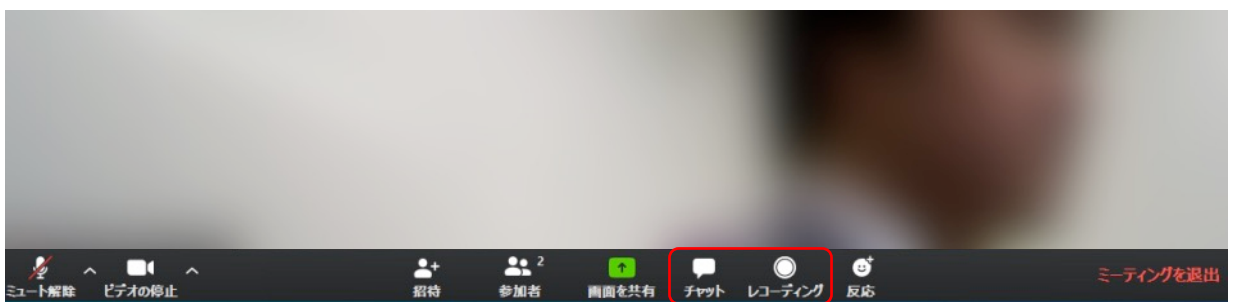 ミュート解除
ビデオの停止
招待
参加者
2
画面を共有
チャット
レコーディング
反応
ミーティングを退出